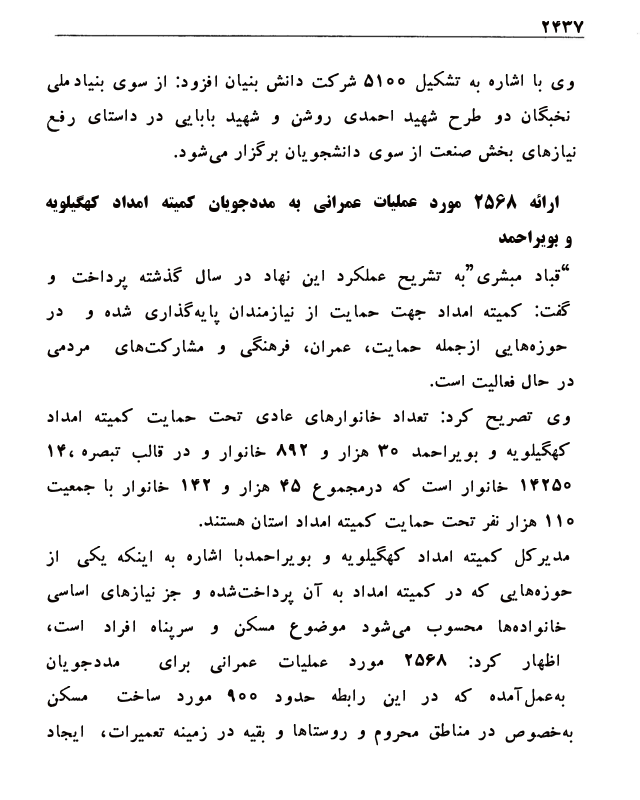 ۲۴۳۷
وی با اشاره به تشکیل ۵۱۰۰ شرکت دانش بنیان افزود: از سوی بنیادملی
نخبگان دو طرح شهید احمدی روشن و شهید بابایی در داستای رفع
نیازهای بخش صنعت از سوی دانشجویان برگزار می‌شود.
ارائه ۲۵۶۸ مورد عملیات عمرانی به مددجویان کمیته امداد کهگیلویه
و بویراحمد
“قباد مبشری”به تشریح عملکرد این نهاد در سال گذشته پرداخت و
گفت: کمیته امداد جهت حمایت از نیازمندان پایه‌گذاری شده و در
حوزه‌هایی ازجمله حمایت، عمران، فرهنگی و مشارکت‌های مردمی
در حال فعالیت است.
وی تصریح کرد: تعداد خانوارهای عادی تحت حمایت کمیته امداد
کهگیلویه و بویراحمد ۳۰ هزار و ۸۹۲ خانوار و در قالب تبصره ،۱۴
۱۴۲۵۰ خانوار است که درمجموع ۴۵ هزار و ۱۴۲ خانوار با جمعیت
۱۱۰ هزار نفر تحت حمایت کمیته امداد استان هستند.
مدیرکل کمیته امداد کهگیلویه و بویراحمدبا اشاره به اینکه یکی از
حوزه‌هایی که در کمیته امداد به آن پرداخت‌شده و جز نیازهای اساسی
خانواده‌ها محسوب می‌شود موضوع مسکن و سرپناه افراد است،
اظهار کرد: ۲۵۶۸ مورد عملیات عمرانی برای مددجویان
به‌عمل‌آمده که در این رابطه حدود ۹۰۰ مورد ساخت مسکن
به‌خصوص در مناطق محروم و روستاها و بقیه در زمینه تعمیرات، ایجاد